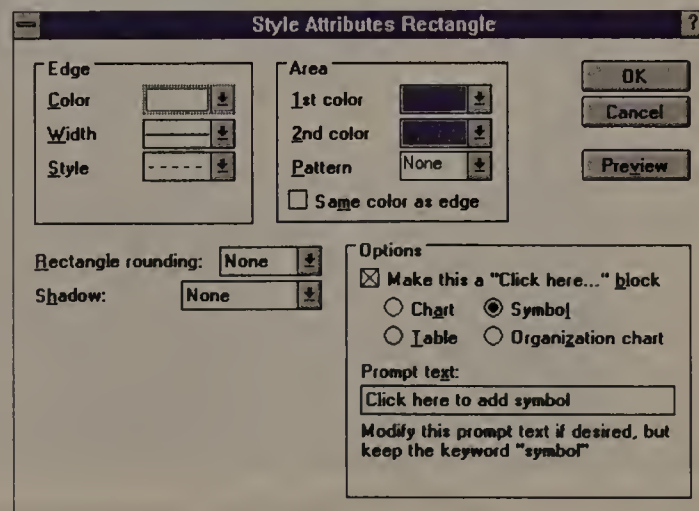 Style Attributes Rectangle
?
Edge
Color
Width
Style
Area
1st color
2nd color
Pattern None
Same color as edge
OK
Cancel
Preview
Rectangle rounding: None
Shadow: None
Options
Make this a "Click here..." block
Chart Symbol
Table Organization chart
Prompt text:
Click here to add symbol
Modify this prompt text if desired, but
keep the keyword "symbol"